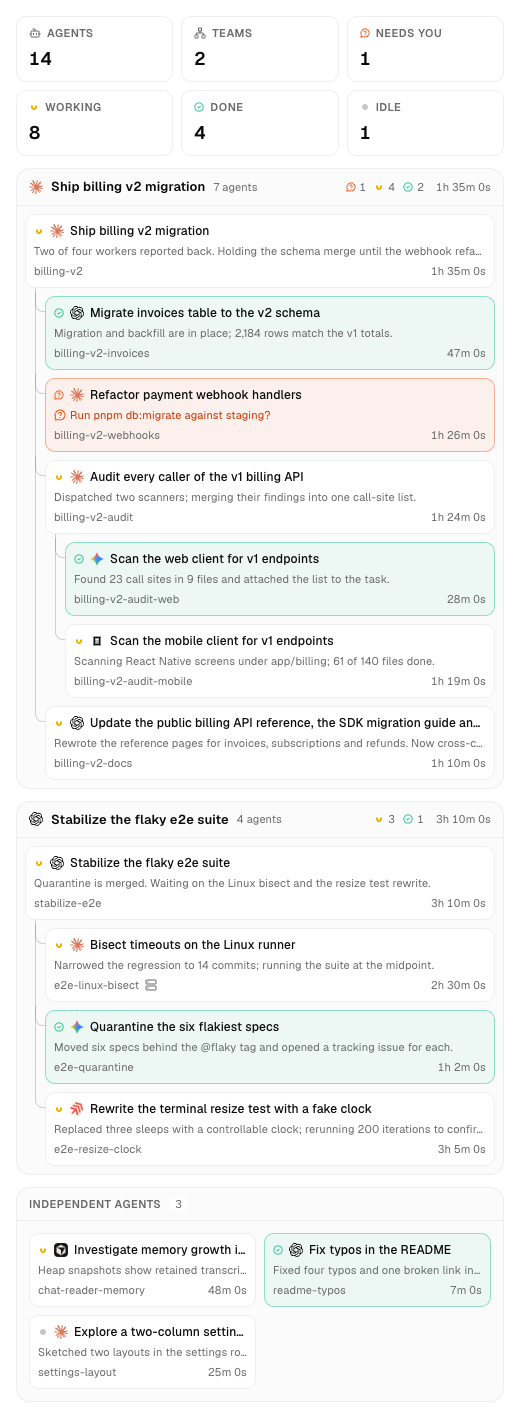 AGENTS
14
TEAMS
2
NEEDS YOU
1
WORKING
8
DONE
4
IDLE
1
Ship billing v2 migration 7 agents 1 4 2 1h 35m 0s
Ship billing v2 migration
Two of four workers reported back. Holding the schema merge until the webhook refa…
billing-v2 1h 35m 0s
Migrate invoices table to the v2 schema
Migration and backfill are in place; 2,184 rows match the v1 totals.
billing-v2-invoices 47m 0s
Refactor payment webhook handlers
Run pnpm db:migrate against staging?
billing-v2-webhooks 1h 26m 0s
Audit every caller of the v1 billing API
Dispatched two scanners; merging their findings into one call-site list.
billing-v2-audit 1h 24m 0s
Scan the web client for v1 endpoints
Found 23 call sites in 9 files and attached the list to the task.
billing-v2-audit-web 28m 0s
Scan the mobile client for v1 endpoints
Scanning React Native screens under app/billing; 61 of 140 files done.
billing-v2-audit-mobile 1h 19m 0s
Update the public billing API reference, the SDK migration guide an…
Rewrote the reference pages for invoices, subscriptions and refunds. Now cross-c…
billing-v2-docs 1h 10m 0s
Stabilize the flaky e2e suite 4 agents 3 1 3h 10m 0s
Stabilize the flaky e2e suite
Quarantine is merged. Waiting on the Linux bisect and the resize test rewrite.
stabilize-e2e 3h 10m 0s
Bisect timeouts on the Linux runner
Narrowed the regression to 14 commits; running the suite at the midpoint.
e2e-linux-bisect 2h 30m 0s
Quarantine the six flakiest specs
Moved six specs behind the @flaky tag and opened a tracking issue for each.
e2e-quarantine 1h 2m 0s
Rewrite the terminal resize test with a fake clock
Replaced three sleeps with a controllable clock; rerunning 200 iterations to confir…
e2e-resize-clock 3h 5m 0s
INDEPENDENT AGENTS 3
Investigate memory growth i…
Heap snapshots show retained transcri…
chat-reader-memory 48m 0s
Fix typos in the README
Fixed four typos and one broken link in…
readme-typos 7m 0s
Explore a two-column settin…
Sketched two layouts in the settings ro…
settings-layout 25m 0s